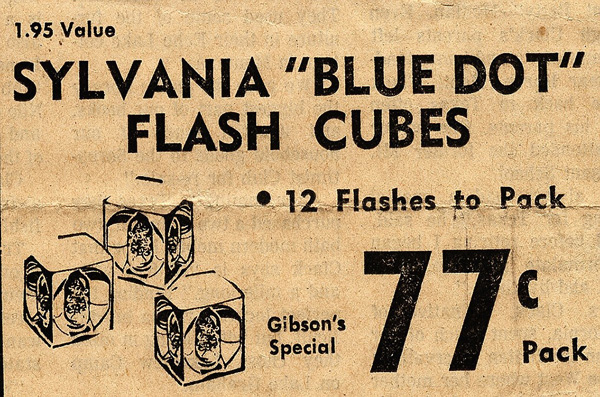 1.95 Value
SYLVANIA "BLUE DOT"
FLASH CUBES
• 12 Flashes to Pack
Gibson's
Special
77c
Pack